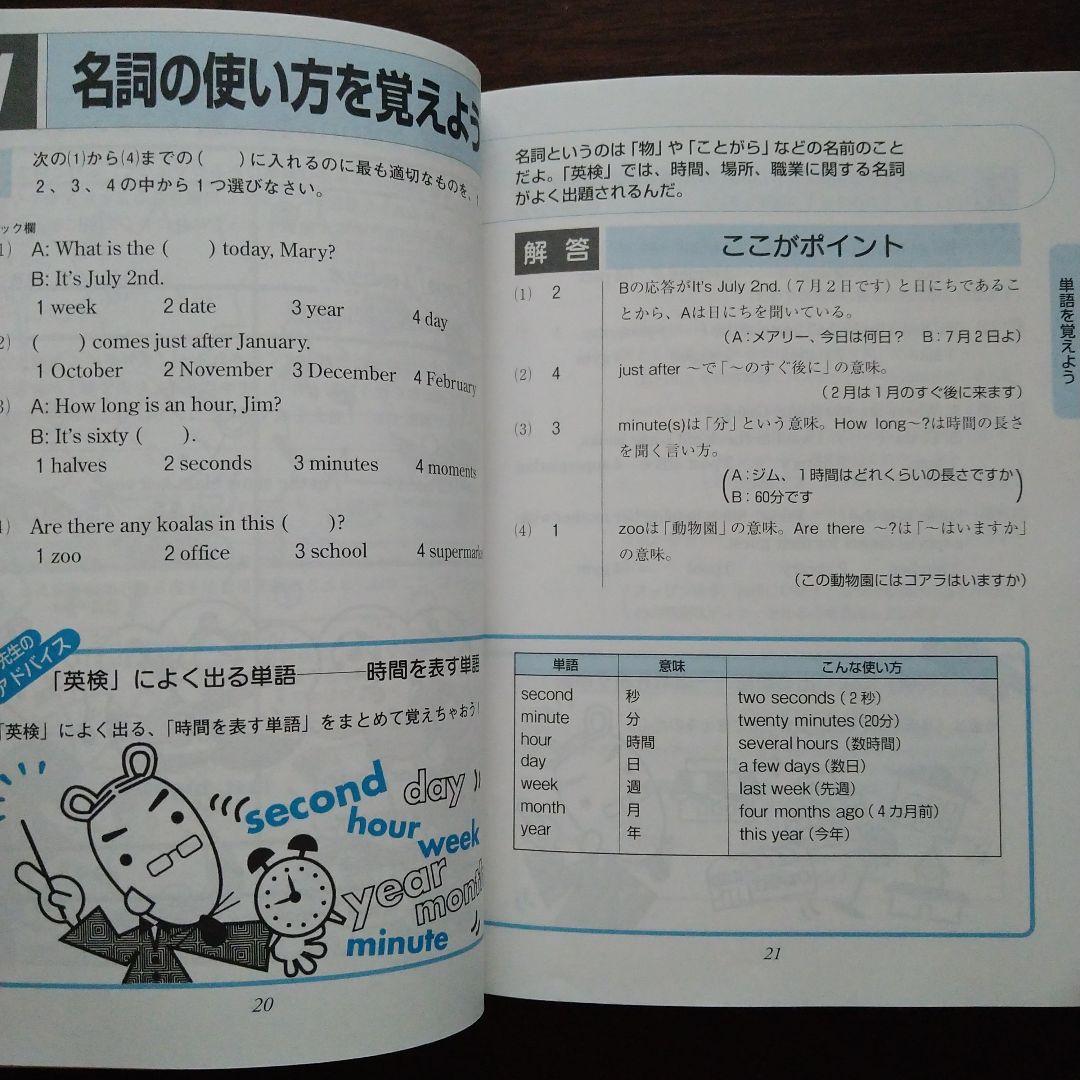 名詞の使い方を覚えよう
次の⑴から⑷までの(　　)に入れるのに最も適切なものを、1
2、3、4の中から1つ選びなさい。
ック欄
1) A: What is the (　　) today, Mary?
B: It's July 2nd.
1 week 2 date 3 year 4 day
2) (　　) comes just after January.
1 October 2 November 3 December 4 February
3) A: How long is an hour, Jim?
B: It's sixty (　　).
1 halves 2 seconds 3 minutes 4 moments
4) Are there any koalas in this (　　)?
1 zoo 2 office 3 school 4 supermarke
先生の
アドバイス
「英検」によく出る単語――時間を表す単語
「英検」によく出る、「時間を表す単語」をまとめて覚えちゃおう!
second day
hour week
year month
minute
20
名詞というのは「物」や「ことがら」などの名前のこと
だよ。「英検」では、時間、場所、職業に関する名詞
がよく出題されるんだ。
解答 ここがポイント
⑴ 2 Bの応答がIt's July 2nd.(7月2日です)と日にちであるこ
とから、Aは日にちを聞いている。
(A:メアリー、今日は何日? B:7月2日よ)
⑵ 4 just after ～で「～のすぐ後に」の意味。
(2月は1月のすぐ後に来ます)
⑶ 3 minute(s)は「分」という意味。How long～?は時間の長さ
を聞く言い方。
(A:ジム、1時間はどれくらいの長さですか
B:60分です)
⑷ 1 zooは「動物園」の意味。Are there ～?は「～はいますか」
の意味。
(この動物園にはコアラはいますか)
単語を覚えよう
単語 意味 こんな使い方
second 秒 two seconds(2秒)
minute 分 twenty minutes(20分)
hour 時間 several hours(数時間)
day 日 a few days(数日)
week 週 last week(先週)
month 月 four months ago(4カ月前)
year 年 this year(今年)
21